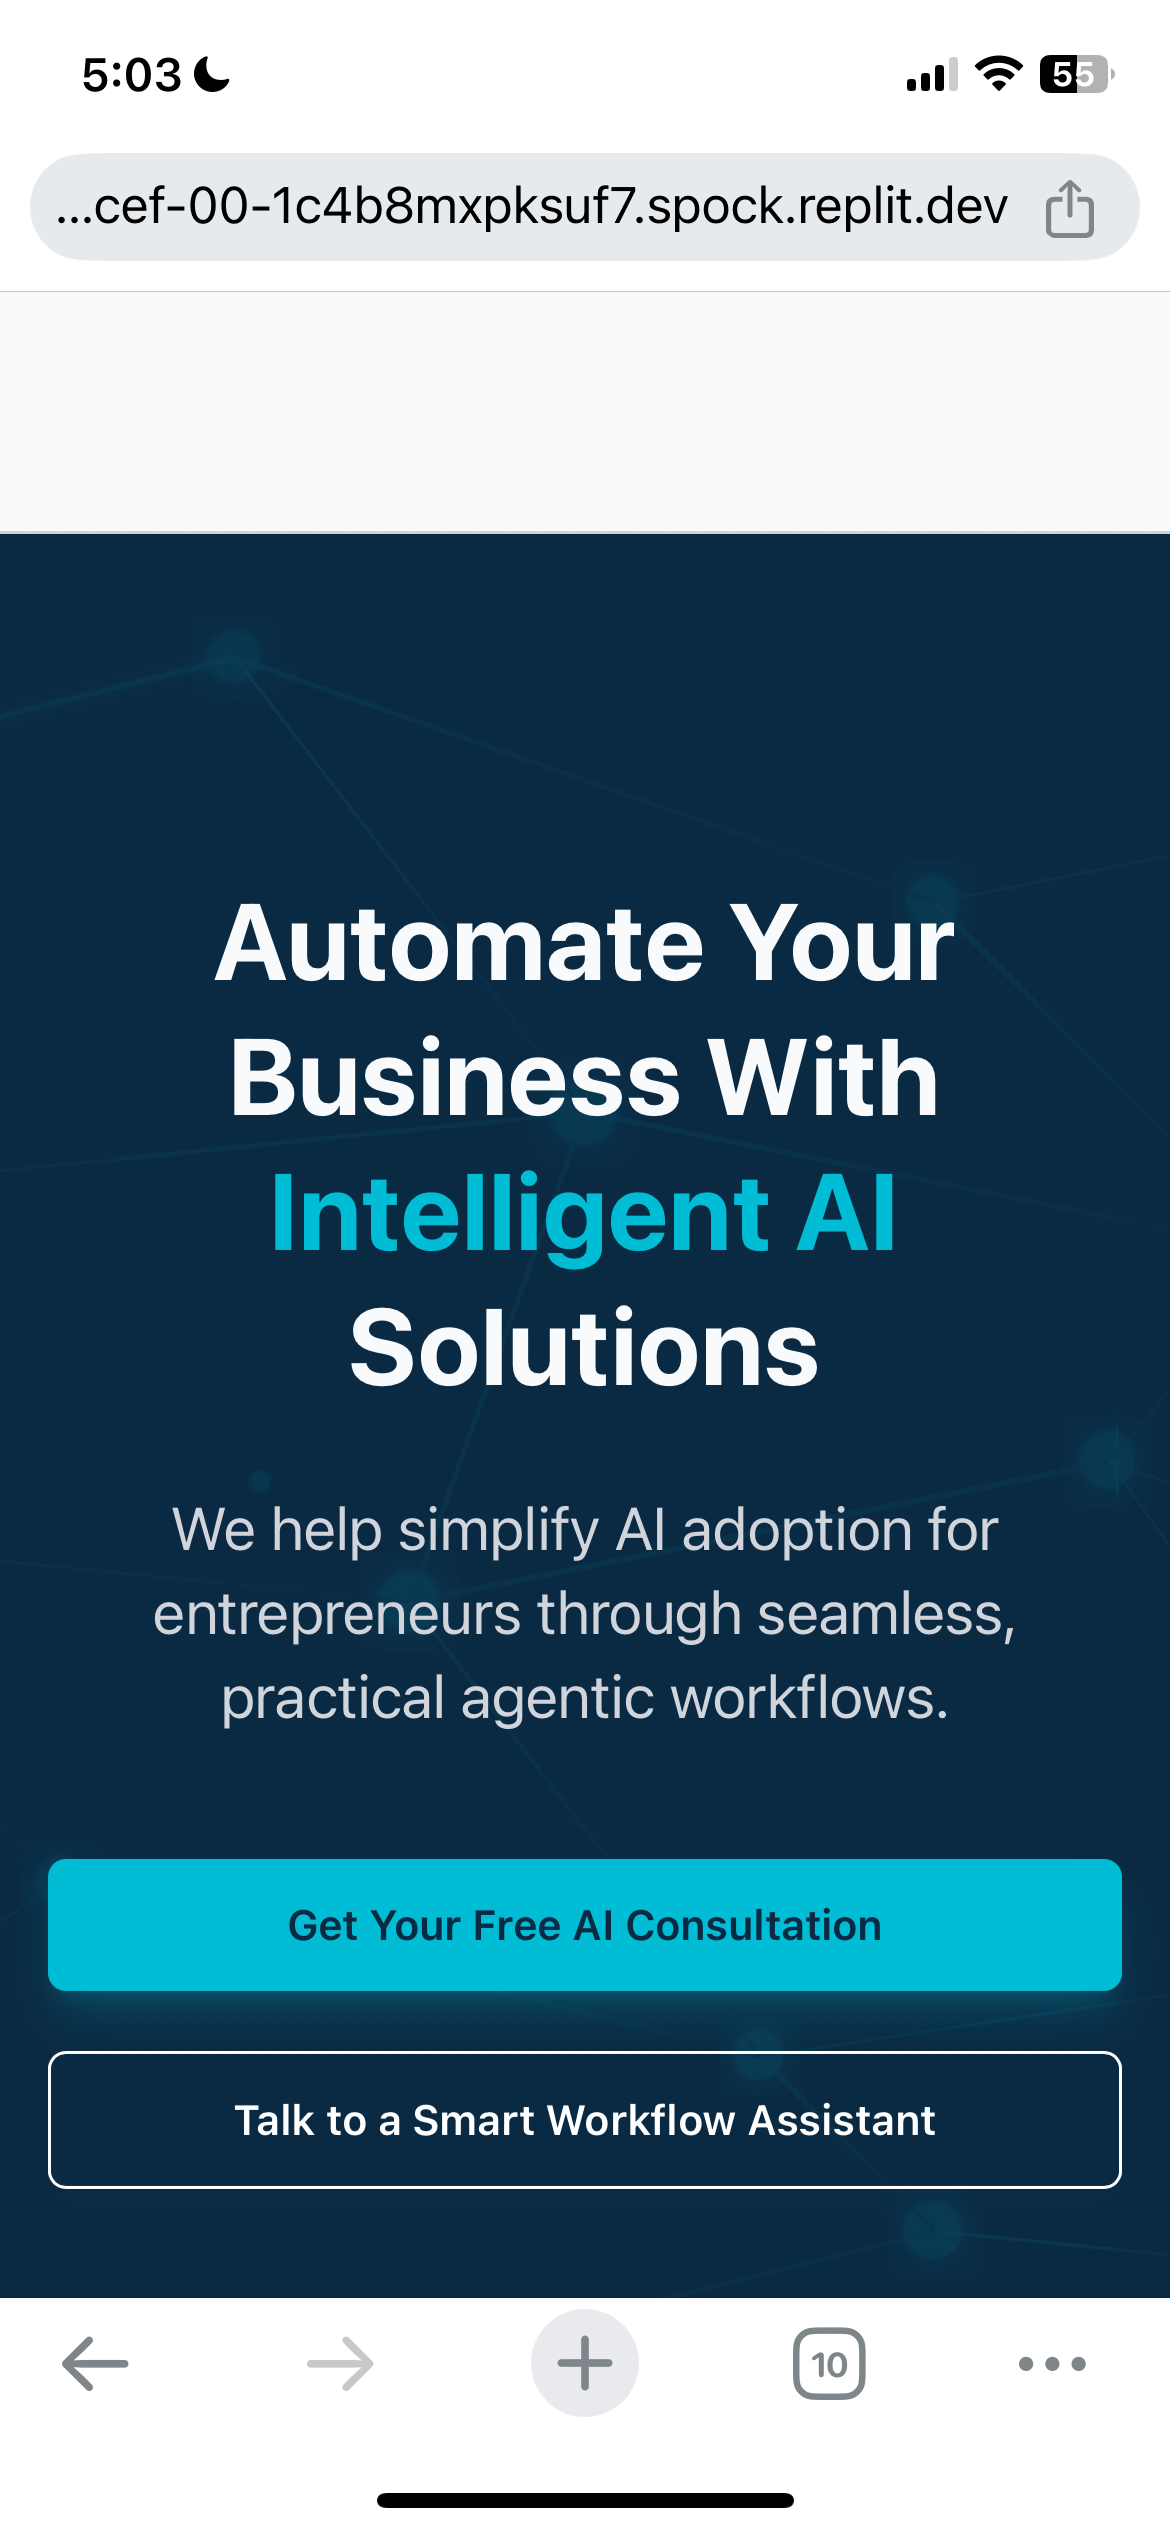 5:03
55
...cef-00-1c4b8mxpksuf7.spock.replit.dev
Automate Your
Business With
Intelligent AI
Solutions
We help simplify AI adoption for
entrepreneurs through seamless,
practical agentic workflows.
Get Your Free AI Consultation
Talk to a Smart Workflow Assistant
10